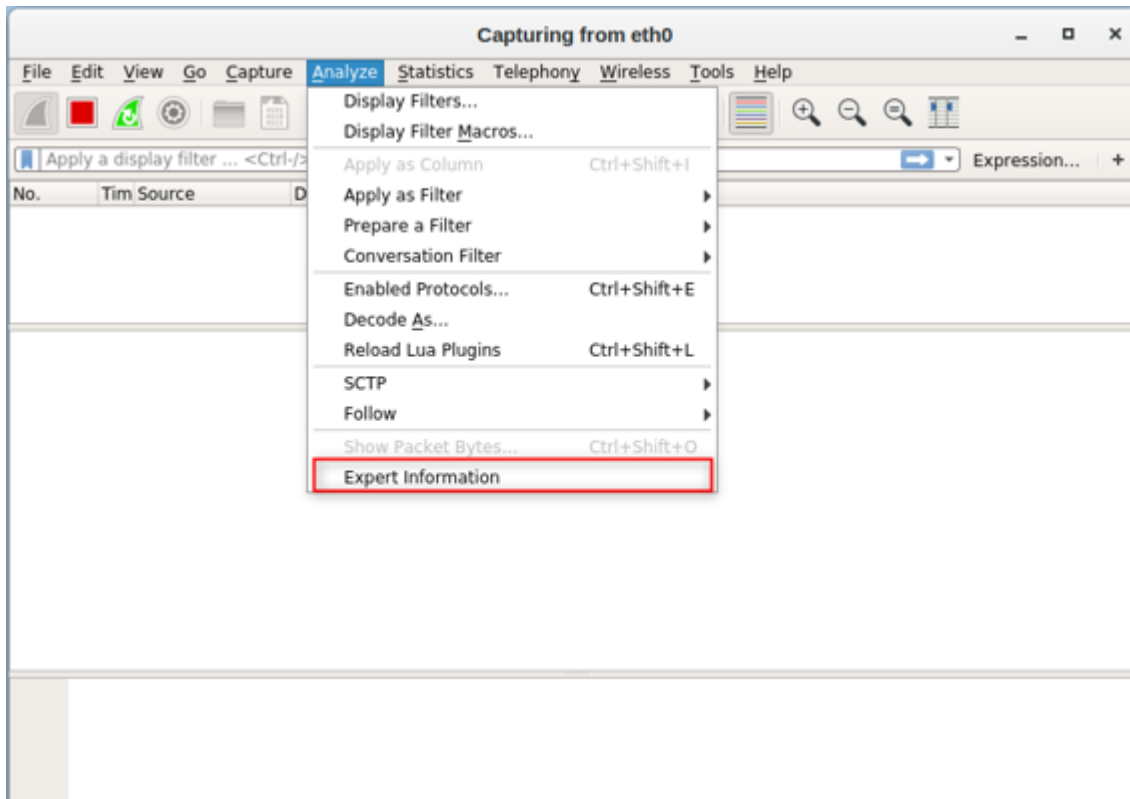 Capturing from eth0
File Edit View Go Capture Analyze Statistics Telephony Wireless Tools Help
Display Filters...
Display Filter Macros...
Apply a display filter ... <Ctrl-/> Expression... +
Apply as Column Ctrl+Shift+I
No. Tim Source D
Apply as Filter
Prepare a Filter
Conversation Filter
Enabled Protocols... Ctrl+Shift+E
Decode As...
Reload Lua Plugins Ctrl+Shift+L
SCTP
Follow
Show Packet Bytes... Ctrl+Shift+O
Expert Information